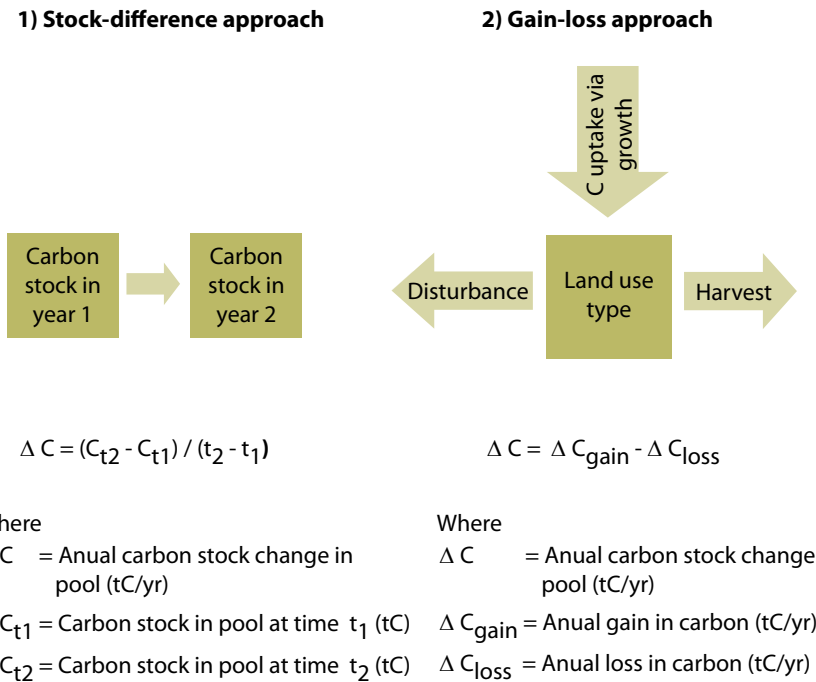 1) Stock-difference approach
Carbon
stock in
year 1
Carbon
stock in
year 2
Δ C = (Ct2 - Ct1) / (t2 - t1)
here
C = Anual carbon stock change in
pool (tC/yr)
Ct1 = Carbon stock in pool at time t1 (tC)
Ct2 = Carbon stock in pool at time t2 (tC)
2) Gain-loss approach
C uptake via
growth
Disturbance
Land use
type
Harvest
Δ C = Δ Cgain - Δ Closs
Where
Δ C = Anual carbon stock change
pool (tC/yr)
Δ Cgain = Anual gain in carbon (tC/yr)
Δ Closs = Anual loss in carbon (tC/yr)